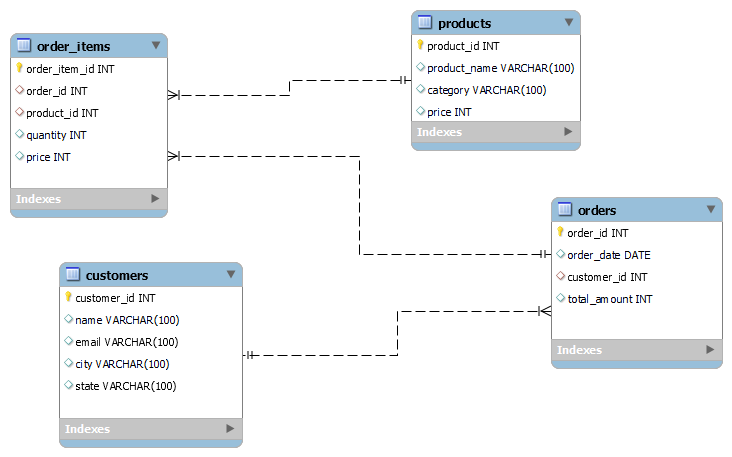 order_items
order_item_id INT
order_id INT
product_id INT
quantity INT
price INT
Indexes
products
product_id INT
product_name VARCHAR(100)
category VARCHAR(100)
price INT
Indexes
orders
order_id INT
order_date DATE
customer_id INT
total_amount INT
Indexes
customers
customer_id INT
name VARCHAR(100)
email VARCHAR(100)
city VARCHAR(100)
state VARCHAR(100)
Indexes